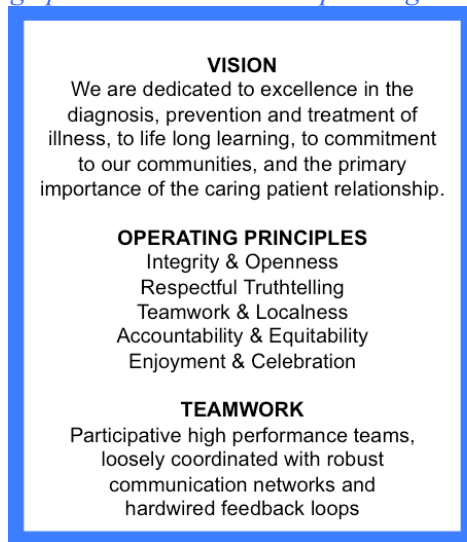 VISION
We are dedicated to excellence in the
diagnosis, prevention and treatment of
illness, to life long learning, to commitment
to our communities, and the primary
importance of the caring patient relationship.
OPERATING PRINCIPLES
Integrity & Openness
Respectful Truthtelling
Teamwork & Localness
Accountability & Equitability
Enjoyment & Celebration
TEAMWORK
Participative high performance teams,
loosely coordinated with robust
communication networks and
hardwired feedback loops